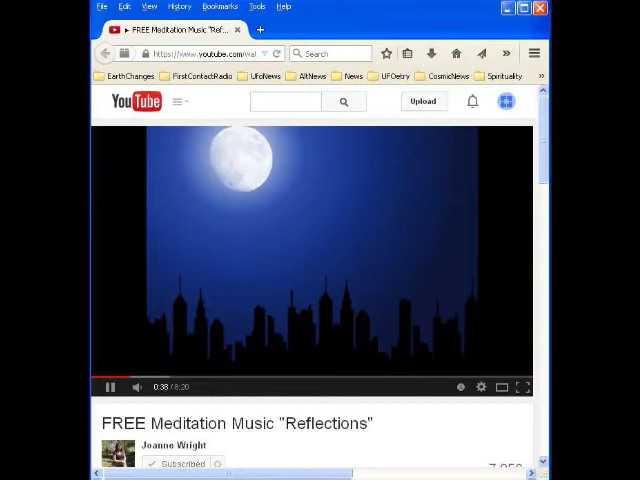 File Edit View History Bookmarks Tools Help
FREE Meditation Music "Ref...
https://www.youtube.com/wat
Search
EarthChanges FirstContactRadio UfoNews AltNews News UFOetry CosmicNews Spirituality
YouTube
Upload
0:38 / 8:20
FREE Meditation Music "Reflections"
Joanne Wright
Subscribed